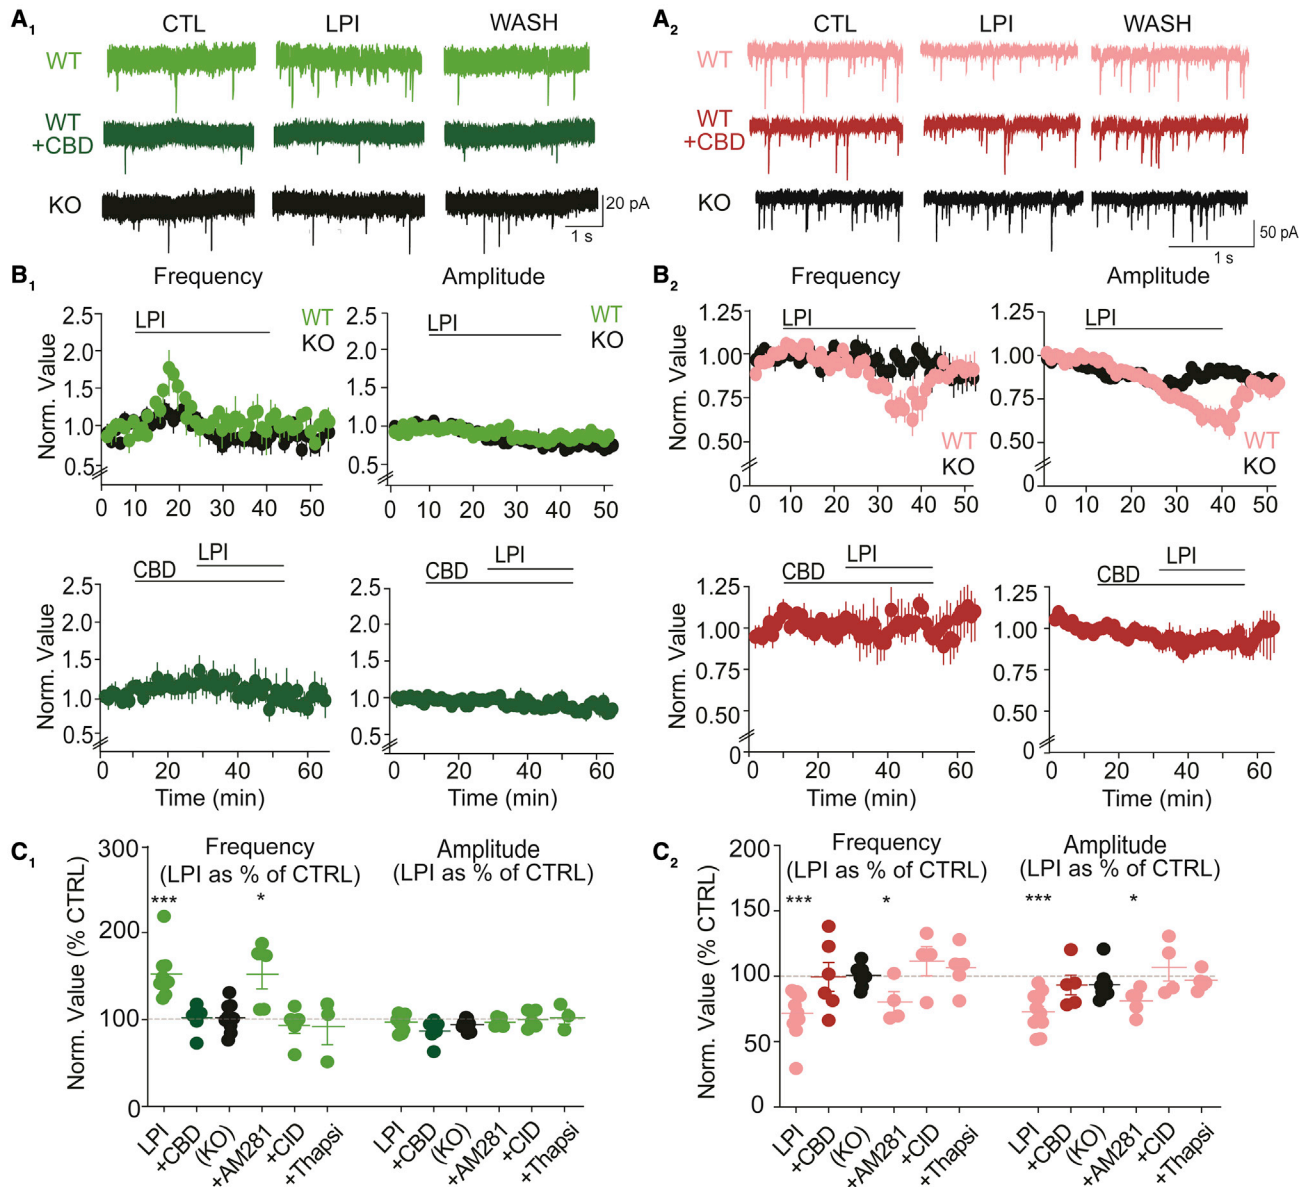 A1
CTL LPI WASH
WT
WT
+CBD
KO
20 pA
1 s
A2
CTL LPI WASH
WT
WT
+CBD
KO
50 pA
1 s
B1
Frequency
Norm. Value
2.5
2.0
1.5
1.0
0.5
LPI
WT
KO
0 10 20 30 40 50
Amplitude
2.5
2.0
1.5
1.0
0.5
LPI
WT
KO
0 10 20 30 40 50
Norm. Value
2.5
2.0
1.5
1.0
0.5
LPI
CBD
0 20 40 60
Time (min)
2.5
2.0
1.5
1.0
0.5
LPI
CBD
0 20 40 60
Time (min)
B2
Frequency
Norm. Value
1.25
1.00
0.75
0.50
0
LPI
WT
KO
0 10 20 30 40 50
Amplitude
1.25
1.00
0.75
0.50
0
LPI
WT
KO
0 10 20 30 40 50
Norm. Value
1.25
1.00
0.75
0.50
0
LPI
CBD
0 20 40 60
Time (min)
1.25
1.00
0.75
0.50
0
LPI
CBD
0 20 40 60
Time (min)
C1
Norm. Value (% CTRL)
300
200
100
0
Frequency
(LPI as % of CTRL)
*** *
Amplitude
(LPI as % of CTRL)
LPI +CBD (KO) +AM281 +CID +Thapsi
LPI +CBD (KO) +AM281 +CID +Thapsi
C2
Norm. Value (% CTRL)
200
150
100
50
0
Frequency
(LPI as % of CTRL)
*** *
Amplitude
(LPI as % of CTRL)
*** *
LPI +CBD (KO) +AM281 +CID +Thapsi
LPI +CBD (KO) +AM281 +CID +Thapsi